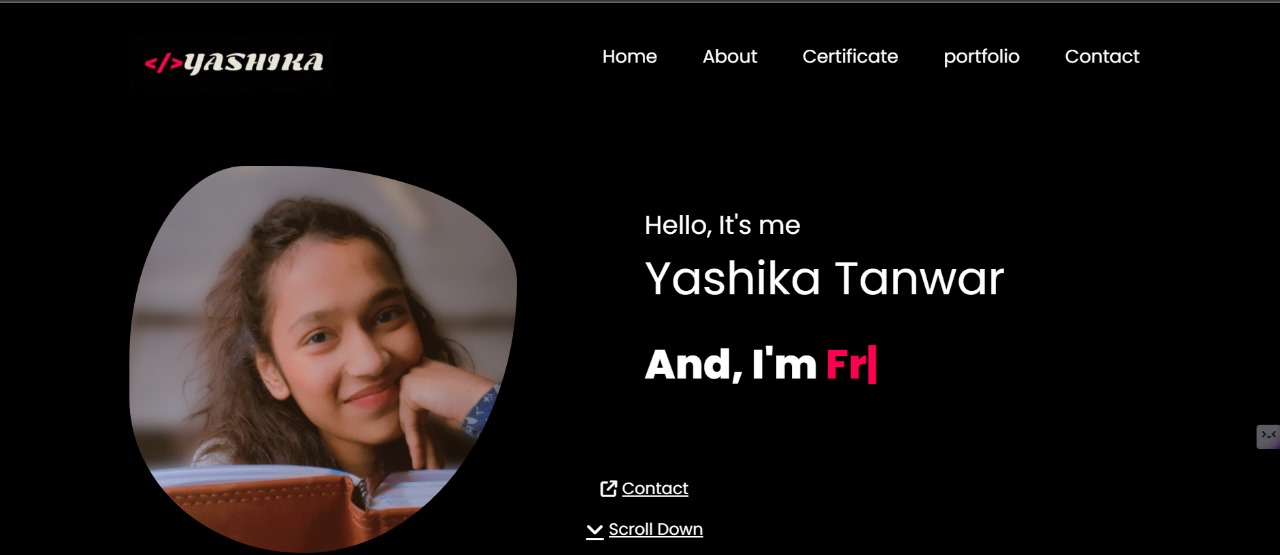 </>YASHIKA
Home About Certificate portfolio Contact
Hello, It's me
Yashika Tanwar
And, I'm Fr|
Contact
Scroll Down